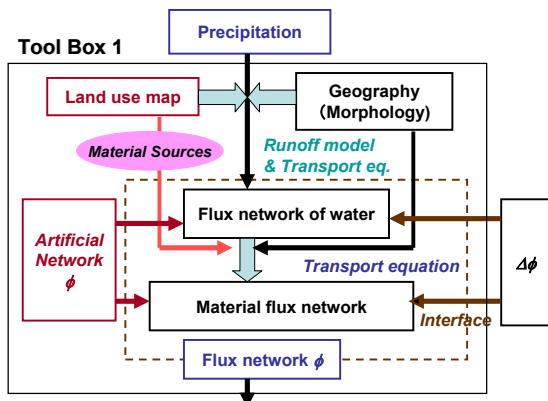 Precipitation
Tool Box 1
Land use map
Geography
(Morphology)
Material Sources
Runoff model
& Transport eq.
Flux network of water
Artificial
Network
ϕ
Transport equation
Δϕ
Material flux network
Interface
Flux network ϕ